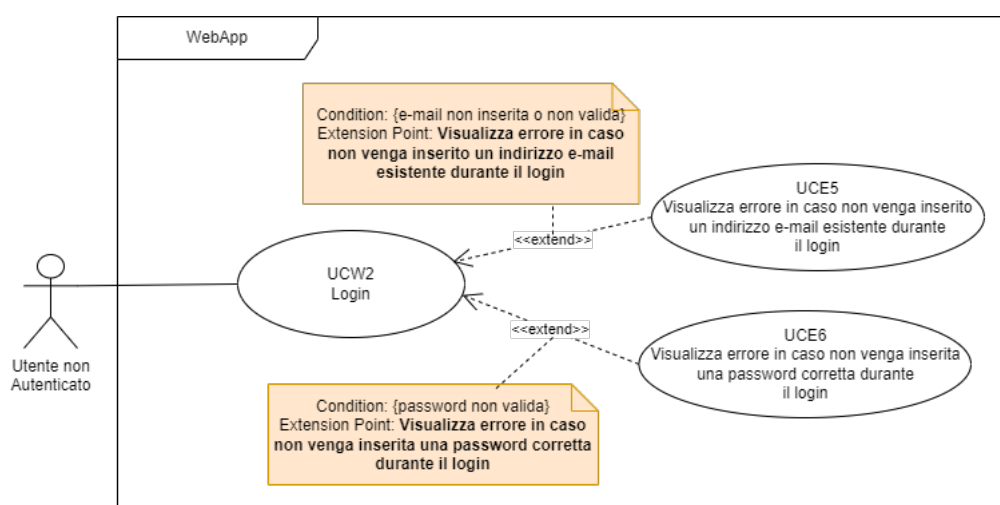 WebApp
Condition: {e-mail non inserita o non valida}
Extension Point: Visualizza errore in caso
non venga inserito un indirizzo e-mail
esistente durante il login
UCE5
Visualizza errore in caso non venga inserito
un indirizzo e-mail esistente durante
il login
<<extend>>
UCW2
Login
<<extend>>
UCE6
Visualizza errore in caso non venga inserita
una password corretta durante
il login
Utente non
Autenticato
Condition: {password non valida}
Extension Point: Visualizza errore in caso
non venga inserita una password corretta
durante il login